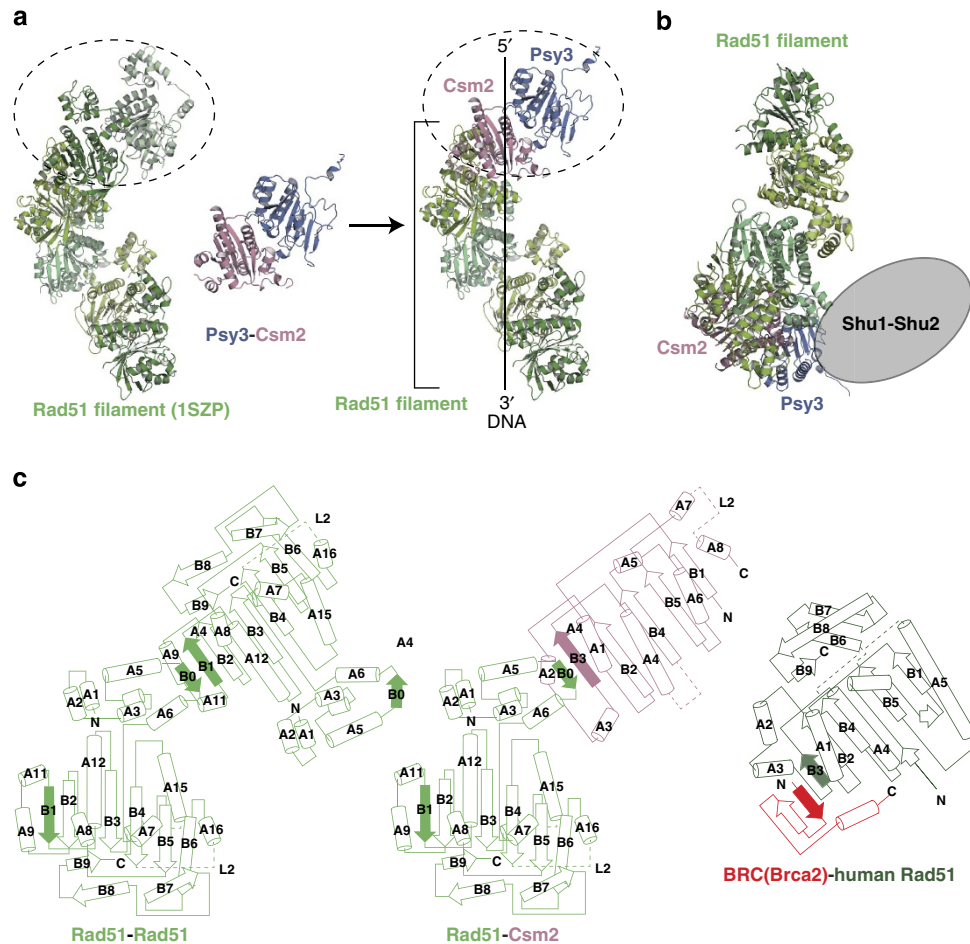 a
Csm2
5′
Psy3
Psy3-Csm2
Rad51 filament (1SZP)
Rad51 filament
3′
DNA
b
Rad51 filament
Csm2
Shu1-Shu2
Psy3
c
B7
L2
B6
A16
B8
B5
C
A7
B9
B4
A15
A4
A8
B3
A9
B1
B2
A12
A4
A5
B0
A6
B0
A2
A1
A11
A3
A3
A6
N
N
A5
A2
A1
A12
A11
A15
B2
B1
B4
A9
A8
B3
A7
A16
B5
B6
B9
C
L2
B8
B7
Rad51-Rad51
A7
L2
A8
A5
C
B1
B5
A6
N
A4
A1
B3
B4
A5
A2
B0
B2
A4
A2
A1
A3
A6
A3
N
A12
A11
A15
B2
B1
B4
A9
A8
B3
A7
A16
B5
B6
B9
C
L2
B8
B7
Rad51-Csm2
B7
B8
B6
C
B9
B1
A5
B5
A2
B4
A1
A4
B2
A3
B3
N
C
N
BRC(Brca2)-human Rad51